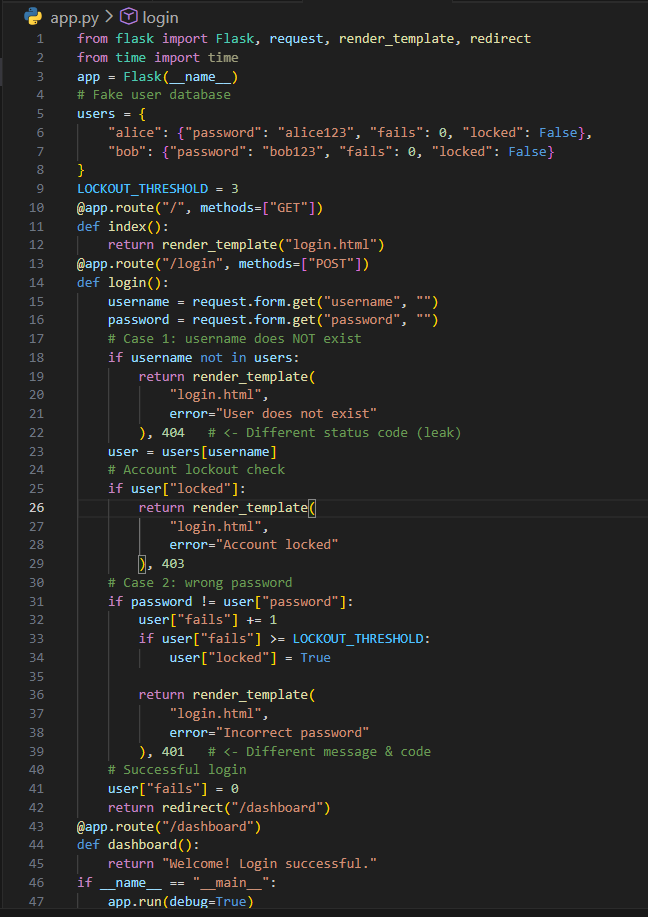 app.py > login
1 from flask import Flask, request, render_template, redirect
2 from time import time
3 app = Flask(__name__)
4 # Fake user database
5 users = {
6     "alice": {"password": "alice123", "fails": 0, "locked": False},
7     "bob": {"password": "bob123", "fails": 0, "locked": False}
8 }
9 LOCKOUT_THRESHOLD = 3
10 @app.route("/", methods=["GET"])
11 def index():
12     return render_template("login.html")
13 @app.route("/login", methods=["POST"])
14 def login():
15     username = request.form.get("username", "")
16     password = request.form.get("password", "")
17     # Case 1: username does NOT exist
18     if username not in users:
19         return render_template(
20             "login.html",
21             error="User does not exist"
22         ), 404   # <- Different status code (leak)
23     user = users[username]
24     # Account lockout check
25     if user["locked"]:
26         return render_template(
27             "login.html",
28             error="Account locked"
29         ), 403
30     # Case 2: wrong password
31     if password != user["password"]:
32         user["fails"] += 1
33         if user["fails"] >= LOCKOUT_THRESHOLD:
34             user["locked"] = True
35
36         return render_template(
37             "login.html",
38             error="Incorrect password"
39         ), 401   # <- Different message & code
40     # Successful login
41     user["fails"] = 0
42     return redirect("/dashboard")
43 @app.route("/dashboard")
44 def dashboard():
45     return "Welcome! Login successful."
46 if __name__ == "__main__":
47     app.run(debug=True)